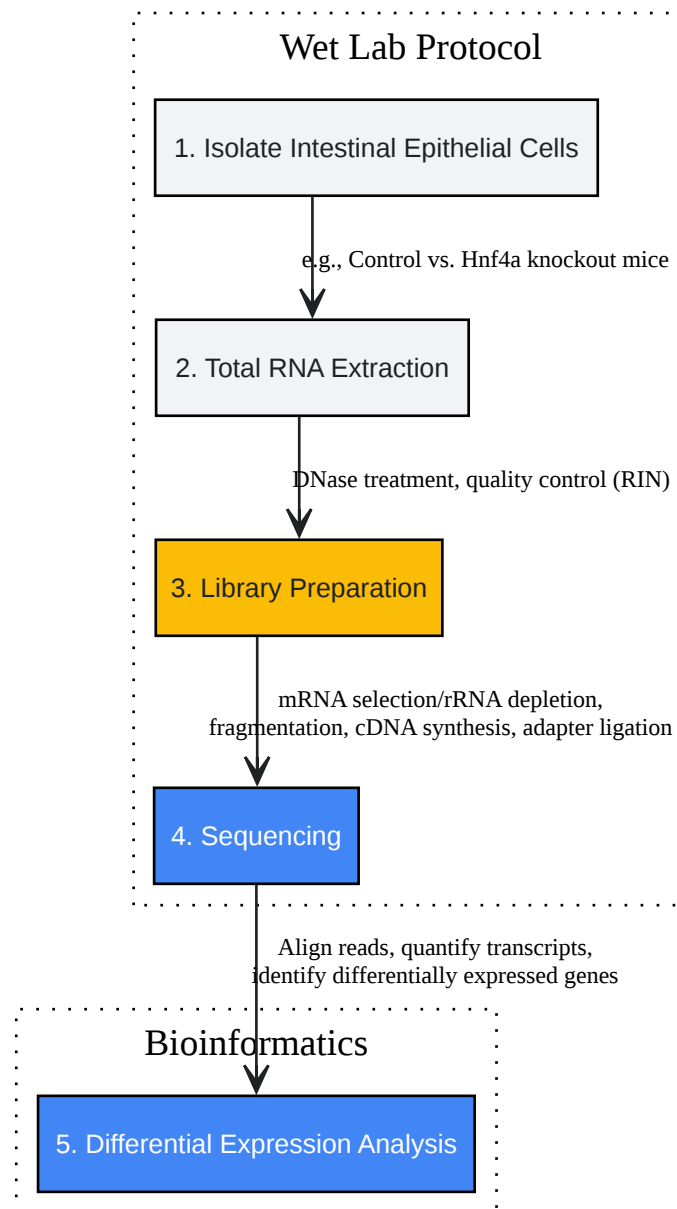 Wet Lab Protocol
1. Isolate Intestinal Epithelial Cells
e.g., Control vs. Hnf4a knockout mice
2. Total RNA Extraction
DNase treatment, quality control (RIN)
3. Library Preparation
mRNA selection/rRNA depletion,
fragmentation, cDNA synthesis, adapter ligation
4. Sequencing
Align reads, quantify transcripts,
identify differentially expressed genes
Bioinformatics
5. Differential Expression Analysis